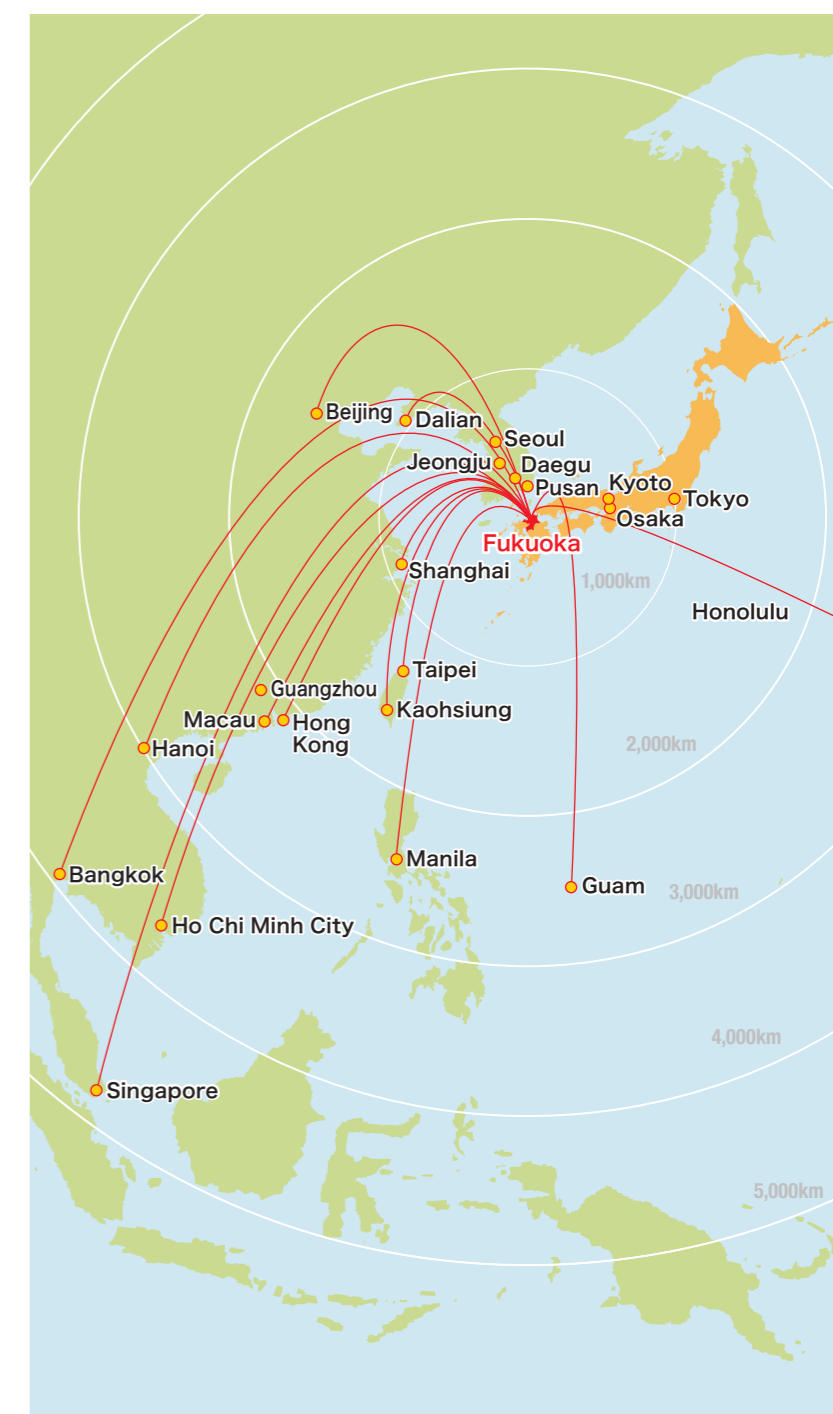 Beijing
Dalian
Seoul
Jeongju
Daegu
Pusan
Kyoto
Tokyo
Osaka
Fukuoka
Shanghai
1,000km
Honolulu
Taipei
Guangzhou
Kaohsiung
Macau
Hong
Kong
Hanoi
2,000km
Manila
Bangkok
Guam
3,000km
Ho Chi Minh City
4,000km
Singapore
5,000km